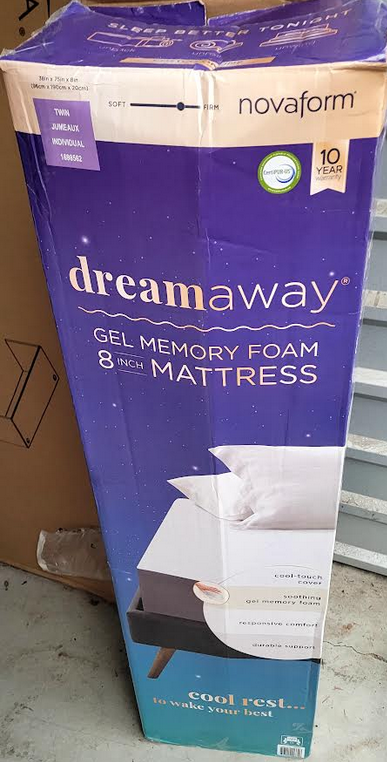 SLEEP BETTER TONIGHT
38in x 75in x 8in
(96cm x 190cm x 20cm)
SOFT FIRM
novaform®
TWIN
JUMEAUX
INDIVIDUAL
1698562
CertiPUR-US
10
YEAR
warranty
dreamaway®
GEL MEMORY FOAM
8 INCH MATTRESS
cool-touch
cover
soothing
gel memory foam
responsive comfort
durable support
cool rest...
to wake your best